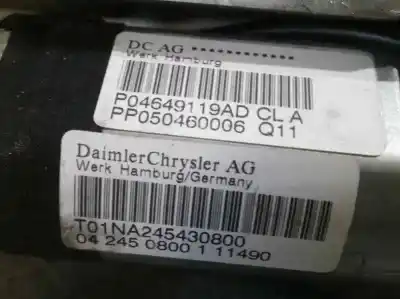 DC AG ************
Werk Hamburg
P04649119AD CL A
PP050460006 Q11
DaimlerChrysler AG
Werk Hamburg/Germany
T01NA245430800
04 245 0800 1 11490